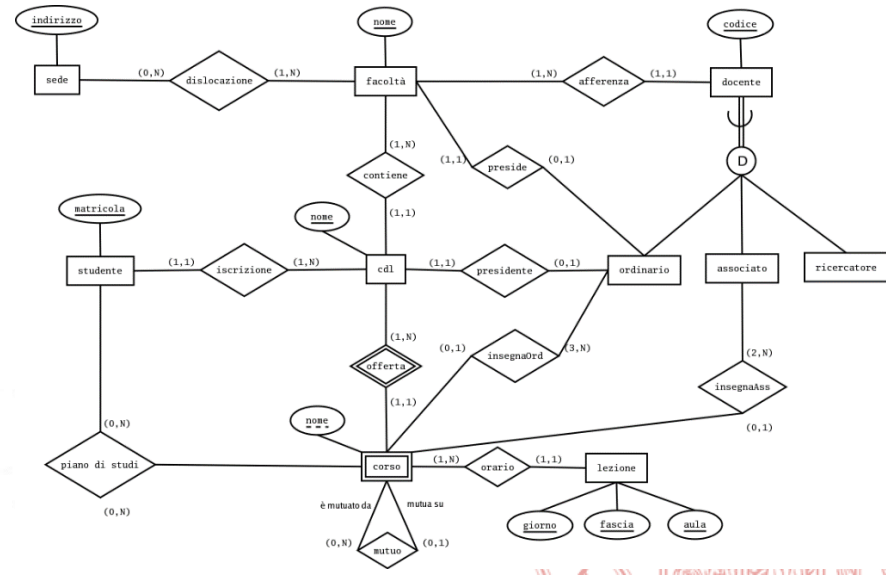 indirizzo
nome
codice
sede
(0,N)
dislocazione
(1,N)
facoltà
(1,N)
afferenza
(1,1)
docente
(1,N)
(1,1)
preside
(0,1)
D
contiene
matricola
nome
(1,1)
studente
(1,1)
iscrizione
(1,N)
cdl
(1,1)
presidente
(0,1)
ordinario
associato
ricercatore
(1,N)
(0,1)
insegnaOrd
(3,N)
(2,N)
offerta
insegnaAss
(1,1)
nome
(0,N)
(0,1)
piano di studi
corso
(1,N)
orario
(1,1)
lezione
(0,N)
è mutuato da
mutua su
giorno
fascia
aula
(0,N)
mutuo
(0,1)